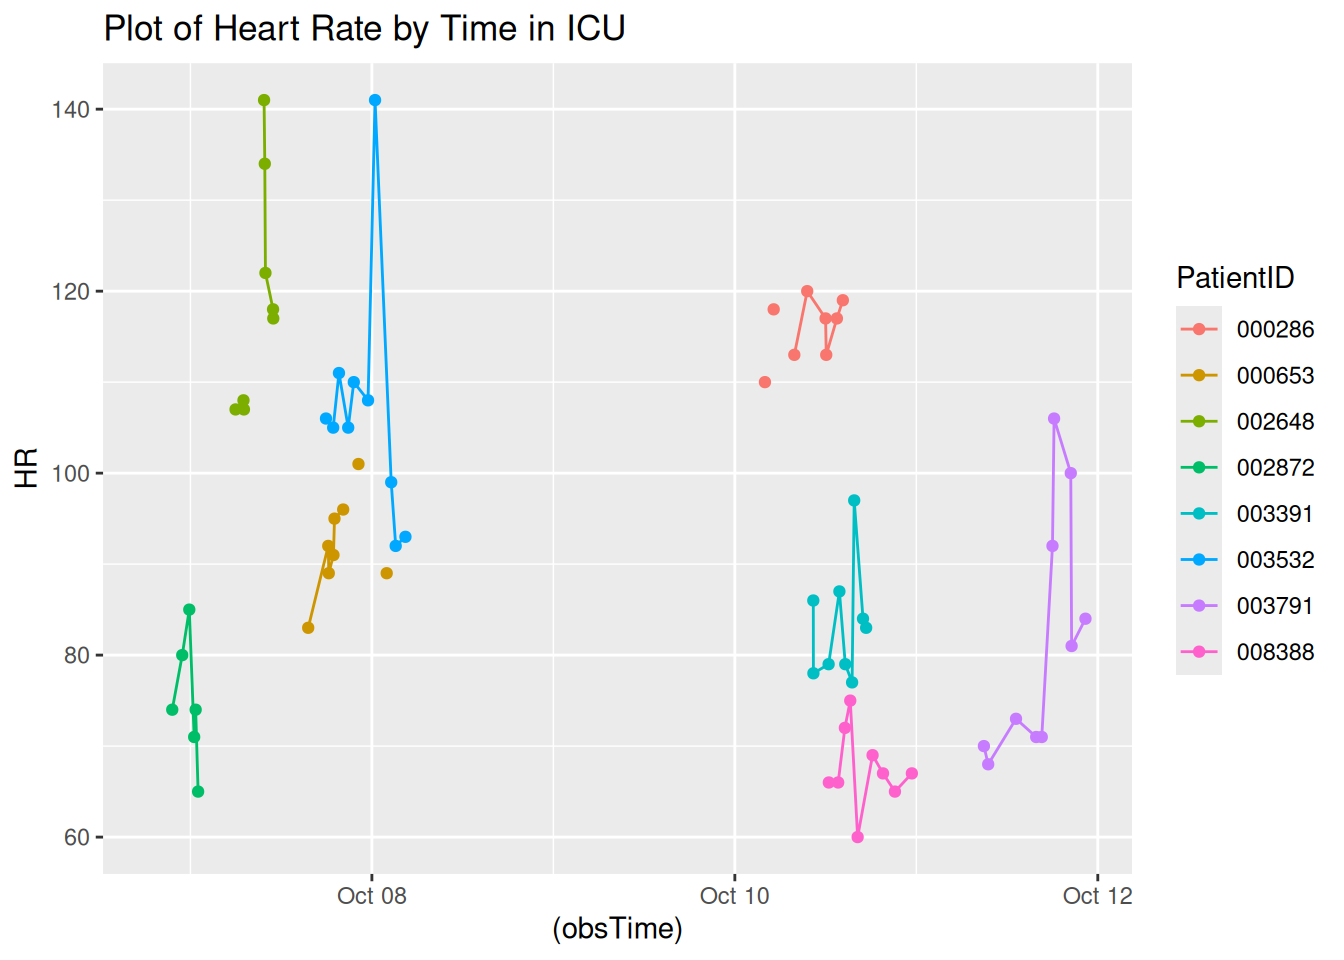 Plot of Heart Rate by Time in ICU
140
120
100
80
60
HR
Oct 08
Oct 10
Oct 12
(obsTime)
PatientID
000286
000653
002648
002872
003391
003532
003791
008388